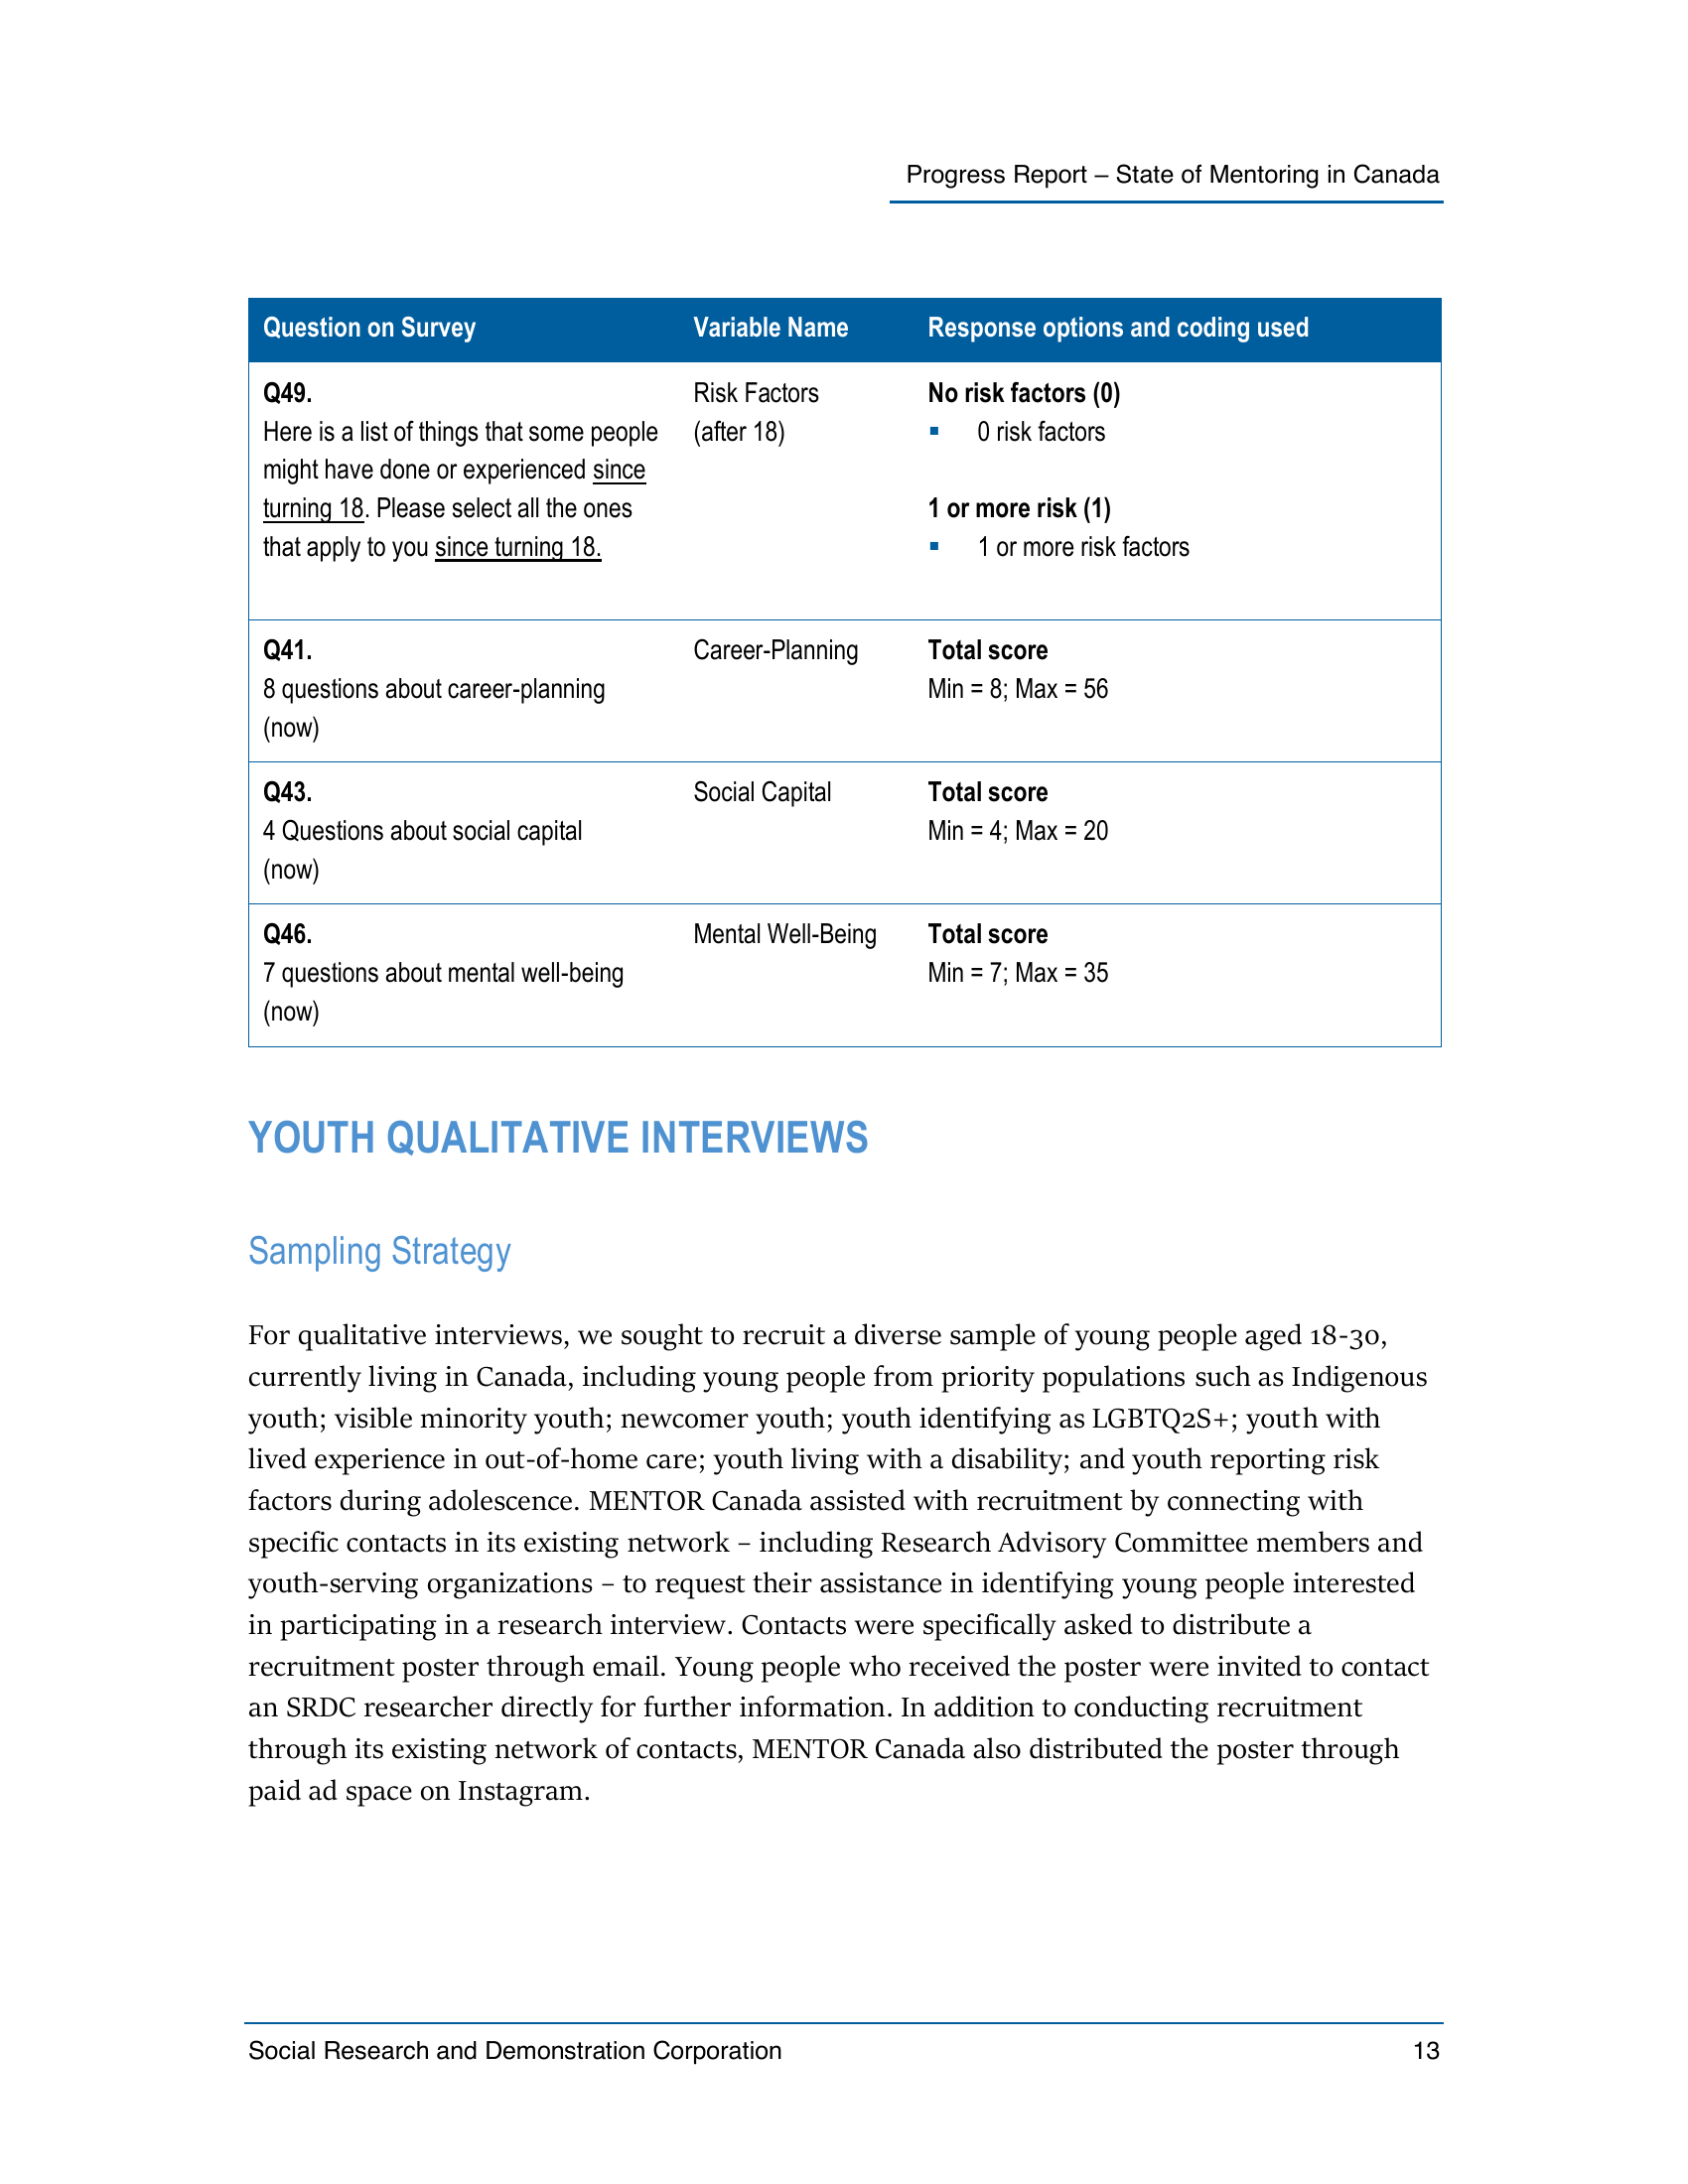 Progress Report – State of Mentoring in Canada
Question on Survey Variable Name Response options and coding used
Q49. Risk Factors No risk factors (0)
Here is a list of things that some people (after 18) ▪ 0 risk factors
might have done or experienced since
turning 18. Please select all the ones 1 or more risk (1)
that apply to you since turning 18. ▪ 1 or more risk factors
Q41. Career-Planning Total score
8 questions about career-planning Min = 8; Max = 56
(now)
Q43. Social Capital Total score
4 Questions about social capital Min = 4; Max = 20
(now)
Q46. Mental Well-Being Total score
7 questions about mental well-being Min = 7; Max = 35
(now)
YOUTH QUALITATIVE INTERVIEWS
Sampling Strategy
For qualitative interviews, we sought to recruit a diverse sample of young people aged 18-30,
currently living in Canada, including young people from priority populations such as Indigenous
youth; visible minority youth; newcomer youth; youth identifying as LGBTQ2S+; youth with
lived experience in out-of-home care; youth living with a disability; and youth reporting risk
factors during adolescence. MENTOR Canada assisted with recruitment by connecting with
specific contacts in its existing network – including Research Advisory Committee members and
youth-serving organizations – to request their assistance in identifying young people interested
in participating in a research interview. Contacts were specifically asked to distribute a
recruitment poster through email. Young people who received the poster were invited to contact
an SRDC researcher directly for further information. In addition to conducting recruitment
through its existing network of contacts, MENTOR Canada also distributed the poster through
paid ad space on Instagram.
Social Research and Demonstration Corporation 13